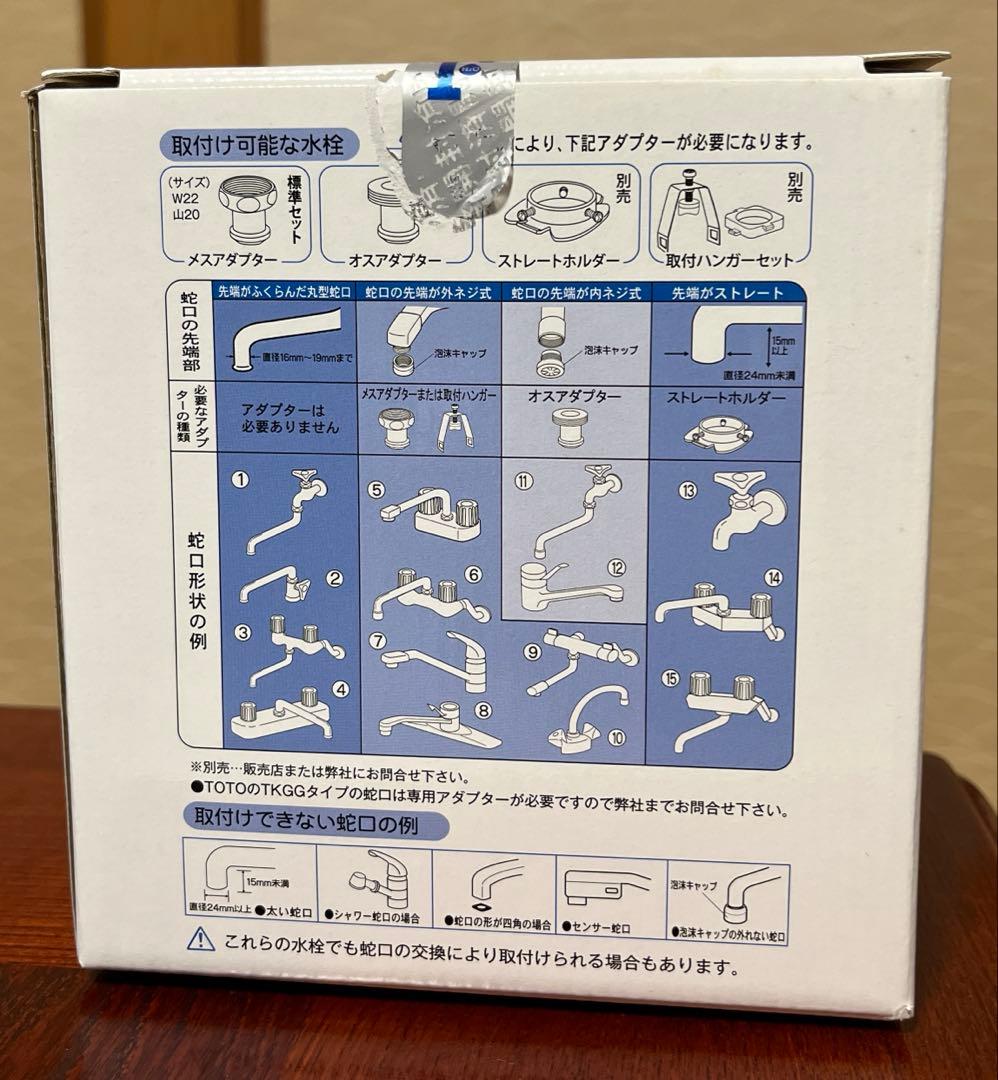 取付け可能な水栓
により、下記アダプターが必要になります。
(サイズ)
W22
山20
標準セット
メスアダプター
オスアダプター
別売
ストレートホルダー
別売
取付ハンガーセット
蛇口の先端部
先端がふくらんだ丸型蛇口
蛇口の先端が外ネジ式
蛇口の先端が内ネジ式
先端がストレート
直径16mm～19mmまで
泡沫キャップ
泡沫キャップ
15mm
以上
直径24mm未満
必要なアダプ
ターの種類
アダプターは
必要ありません
メスアダプターまたは取付ハンガー
オスアダプター
ストレートホルダー
蛇口形状の例
①
②
③
④
⑤
⑥
⑦
⑧
⑨
⑩
⑪
⑫
⑬
⑭
⑮
※別売…販売店または弊社にお問合せ下さい。
●TOTOのTKGGタイプの蛇口は専用アダプターが必要ですので弊社までお問合せ下さい。
取付けできない蛇口の例
15mm未満
直径24mm以上
●太い蛇口
●シャワー蛇口の場合
●蛇口の形が四角の場合
●センサー蛇口
泡沫キャップ
●泡沫キャップの外れない蛇口
これらの水栓でも蛇口の交換により取付けられる場合もあります。